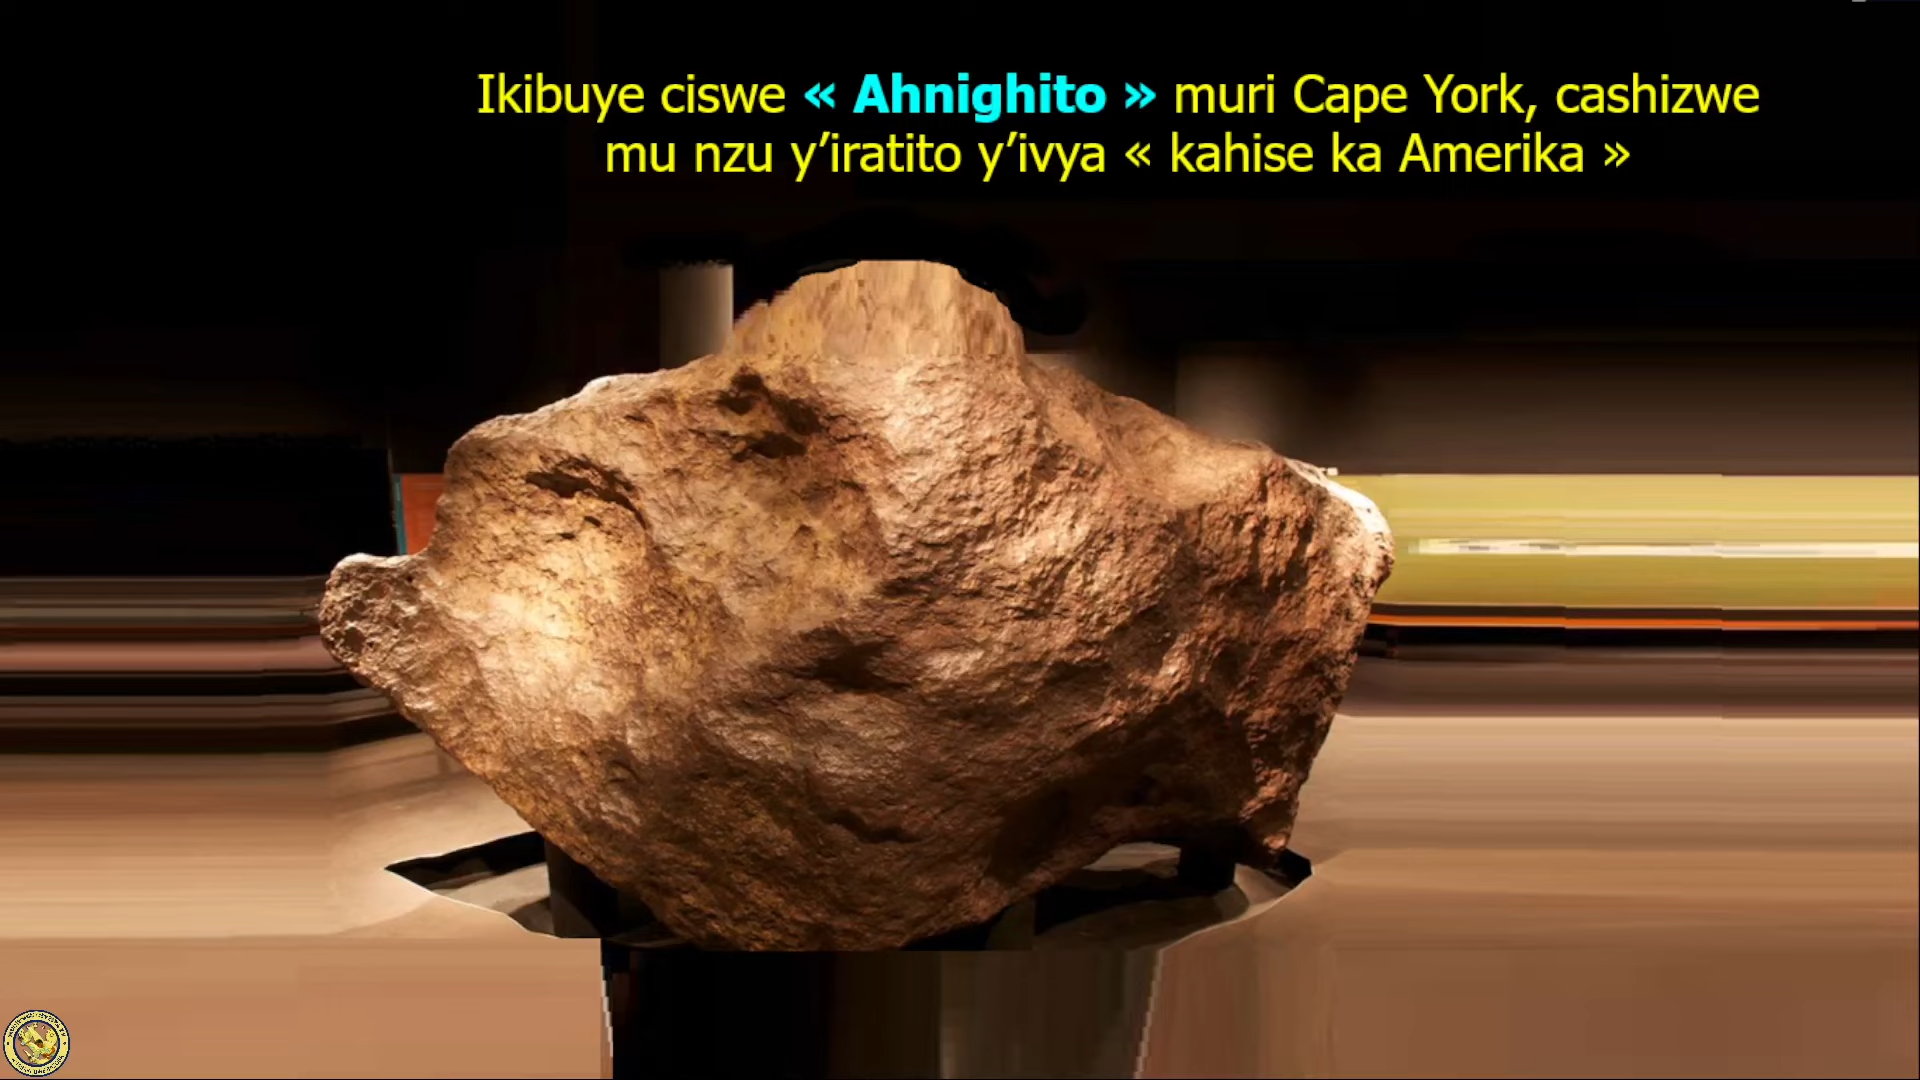 Ikibuye ciswe « Ahnighito » muri Cape York, cashizwe
mu nzu y’iratito y’ivya « kahise ka Amerika »